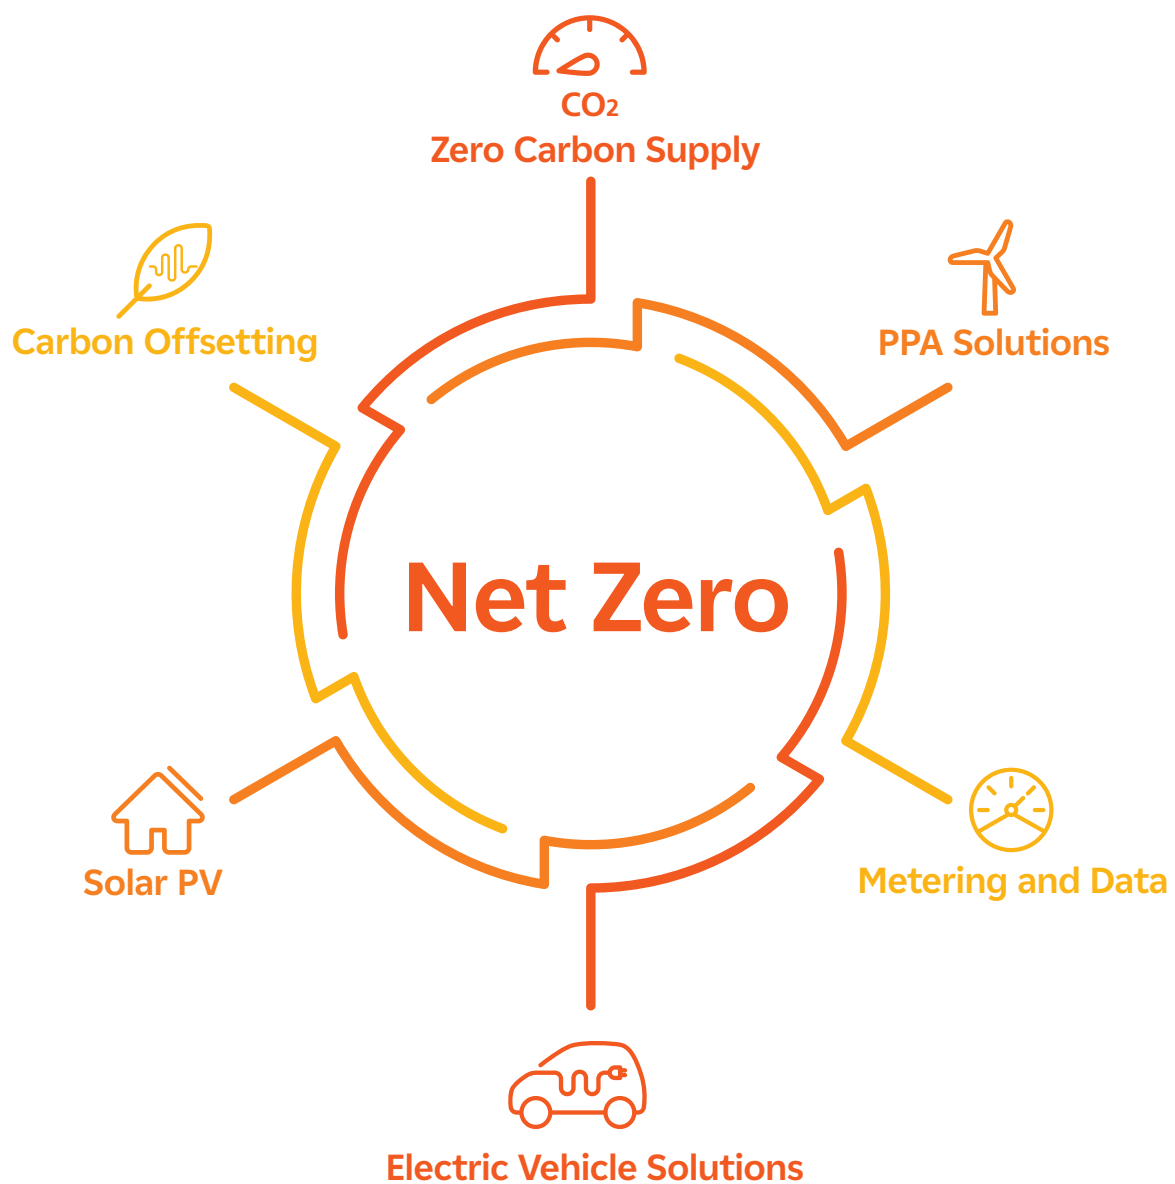 CO₂
Zero Carbon Supply
Carbon Offsetting
PPA Solutions
Net Zero
Solar PV
Metering and Data
Electric Vehicle Solutions